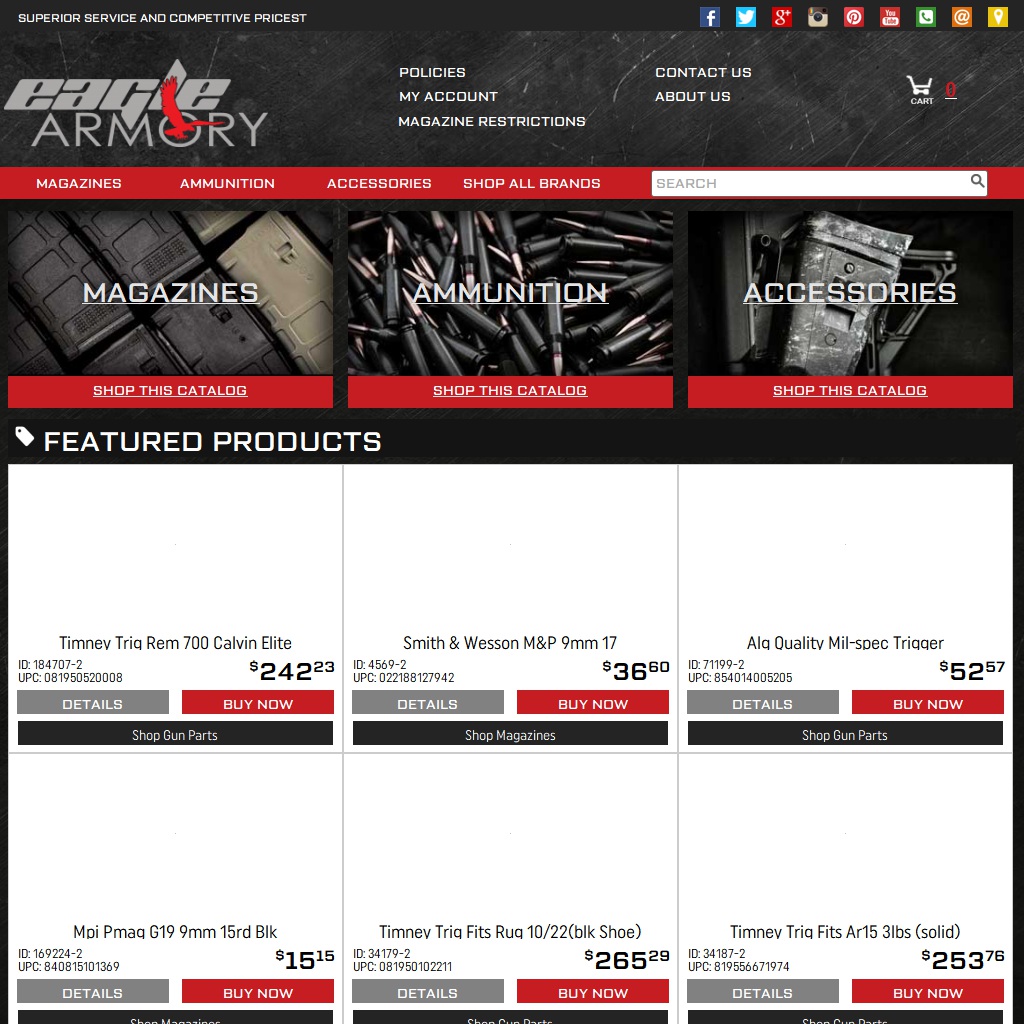 SUPERIOR SERVICE AND COMPETITIVE PRICEST
eagle
ARMORY
POLICIES
MY ACCOUNT
MAGAZINE RESTRICTIONS
CONTACT US
ABOUT US
CART
0
MAGAZINES AMMUNITION ACCESSORIES SHOP ALL BRANDS SEARCH
MAGAZINES AMMUNITION ACCESSORIES
SHOP THIS CATALOG SHOP THIS CATALOG SHOP THIS CATALOG
FEATURED PRODUCTS
Timney Trig Rem 700 Calvin Elite
ID: 184707-2
UPC: 081950520008
$242 23
DETAILS BUY NOW
Shop Gun Parts
Smith & Wesson M&P 9mm 17
ID: 4569-2
UPC: 022188127942
$36 60
DETAILS BUY NOW
Shop Magazines
Alg Quality Mil-spec Trigger
ID: 71199-2
UPC: 854014005205
$52 57
DETAILS BUY NOW
Shop Gun Parts
Mpi Pmag G19 9mm 15rd Blk
ID: 169224-2
UPC: 840815101369
$15 15
DETAILS BUY NOW
Shop Magazines
Timney Trig Fits Rug 10/22(blk Shoe)
ID: 34179-2
UPC: 081950102211
$265 29
DETAILS BUY NOW
Shop Gun Parts
Timney Trig Fits Ar15 3lbs (solid)
ID: 34187-2
UPC: 819556671974
$253 76
DETAILS BUY NOW
Shop Gun Parts